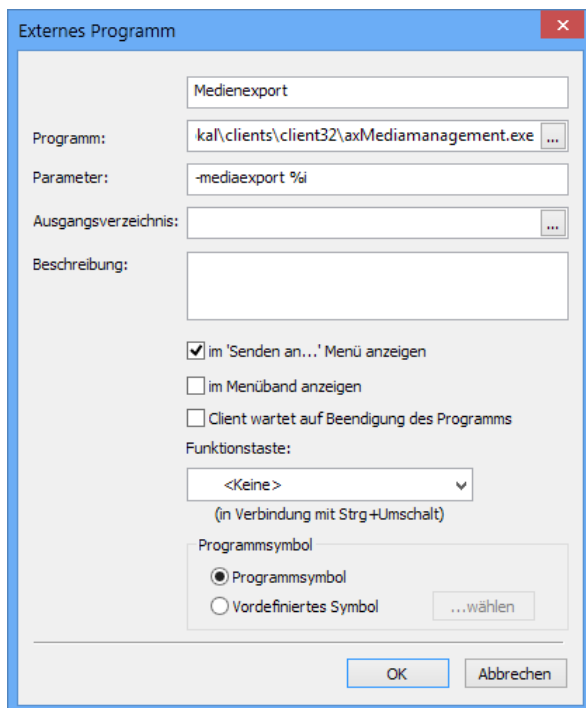 Externes Programm
Medienexport
Programm: kal\clients\client32\axMediamanagement.exe ...
Parameter: -mediaexport %i
Ausgangsverzeichnis: ...
Beschreibung:
im 'Senden an...' Menü anzeigen
im Menüband anzeigen
Client wartet auf Beendigung des Programms
Funktionstaste:
<Keine>
(in Verbindung mit Strg+Umschalt)
Programmsymbol
Programmsymbol
Vordefiniertes Symbol ...wählen
OK Abbrechen